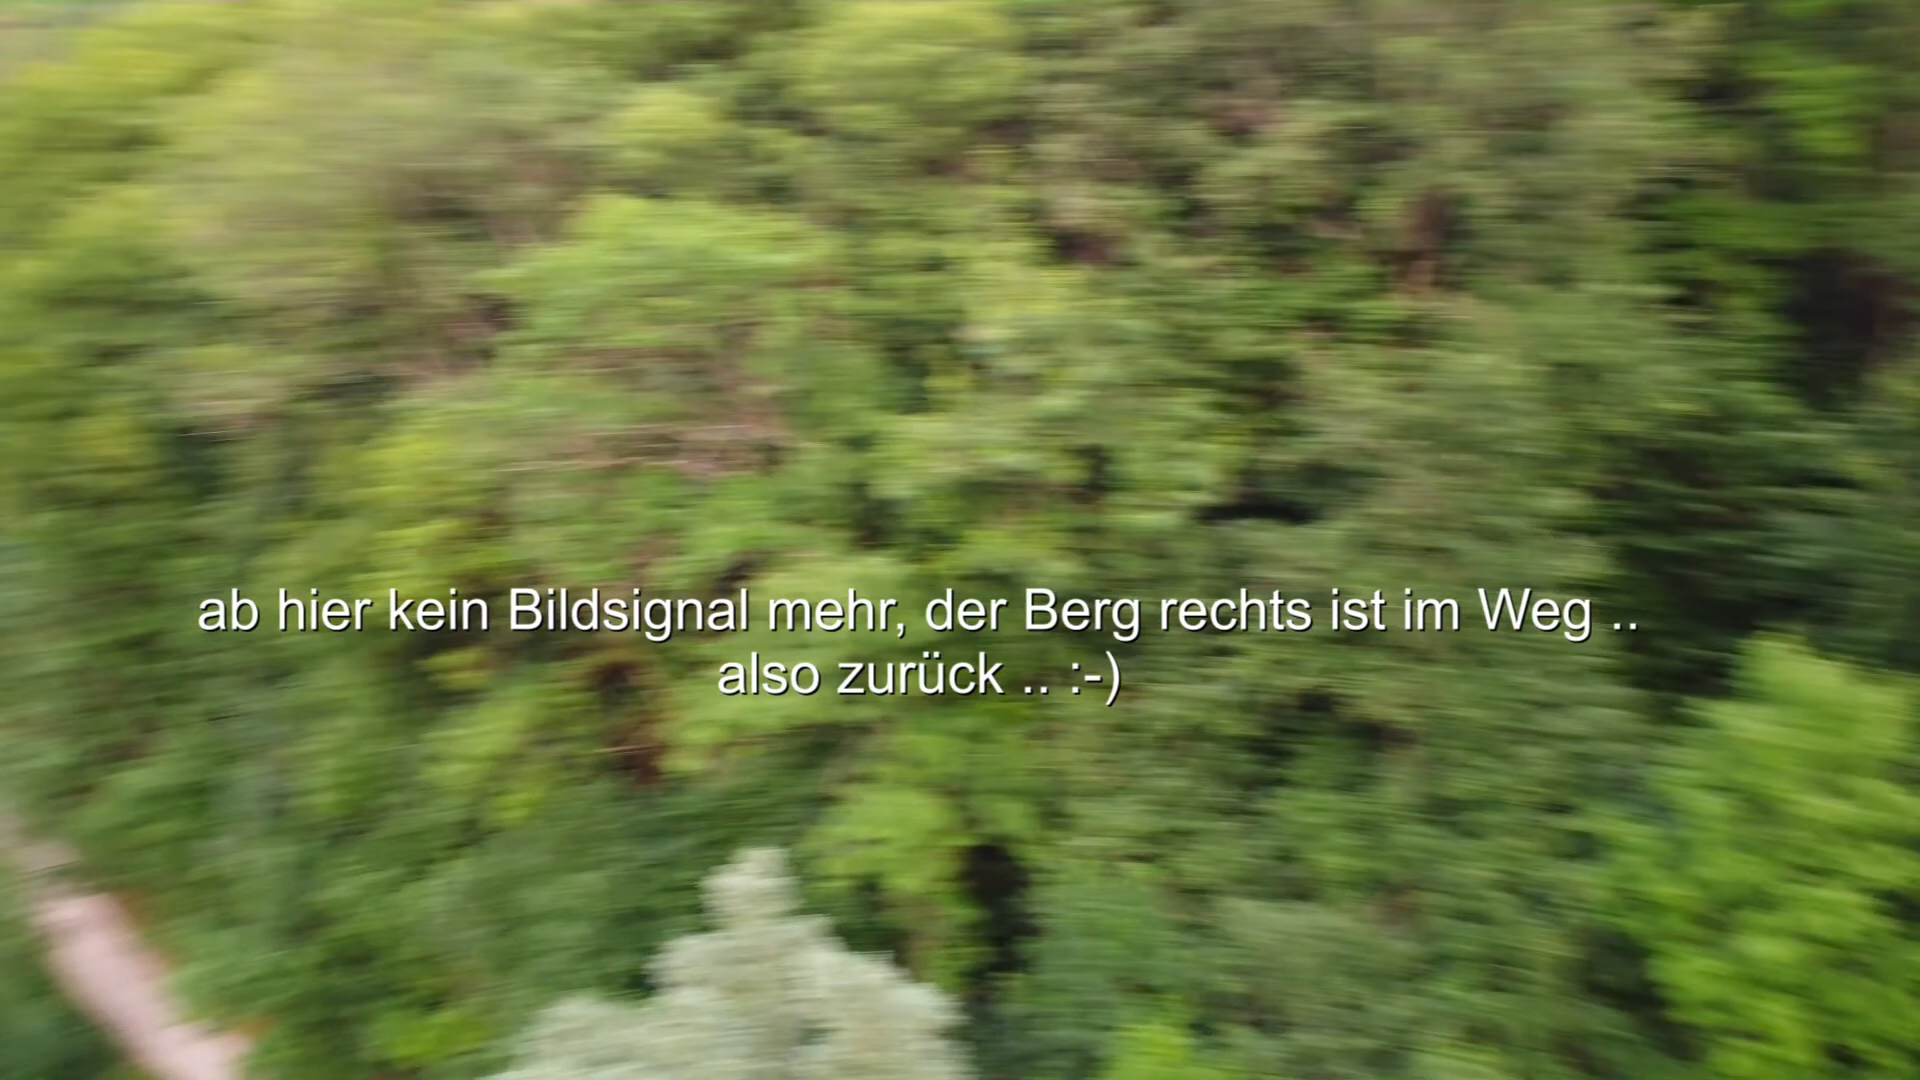 ab hier kein Bildsignal mehr, der Berg rechts ist im Weg ..
also zurück .. :-)